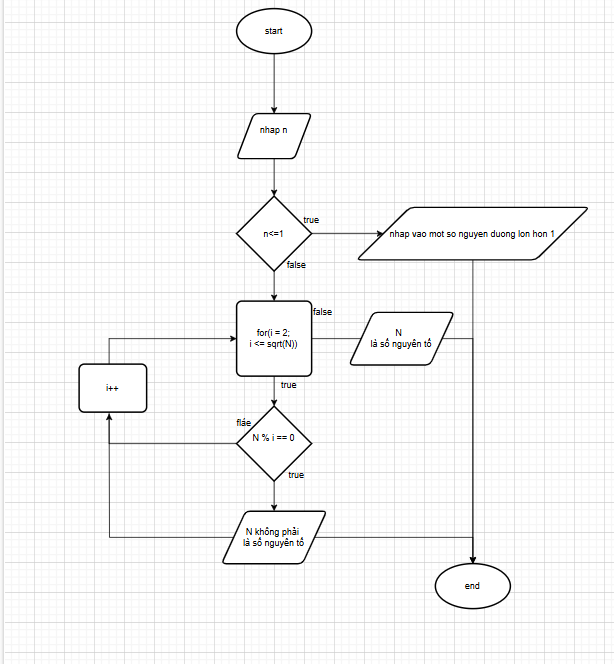 start
nhap n
n<=1
true
nhap vao mot so nguyen duong lon hon 1
false
for(i = 2;
i <= sqrt(N))
false
N
là số nguyên tố
true
i++
fláe
N % i == 0
true
N không phải
là số nguyên tố
end